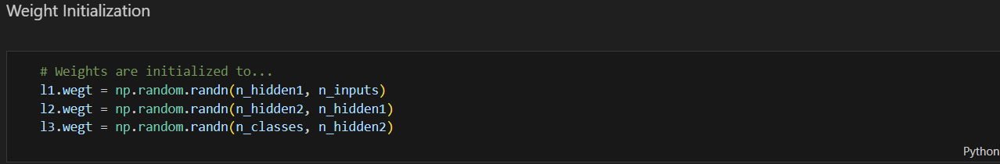 Weight Initialization
# Weights are initialized to...
l1.wegt = np.random.randn(n_hidden1, n_inputs)
l2.wegt = np.random.randn(n_hidden2, n_hidden1)
l3.wegt = np.random.randn(n_classes, n_hidden2)
Python